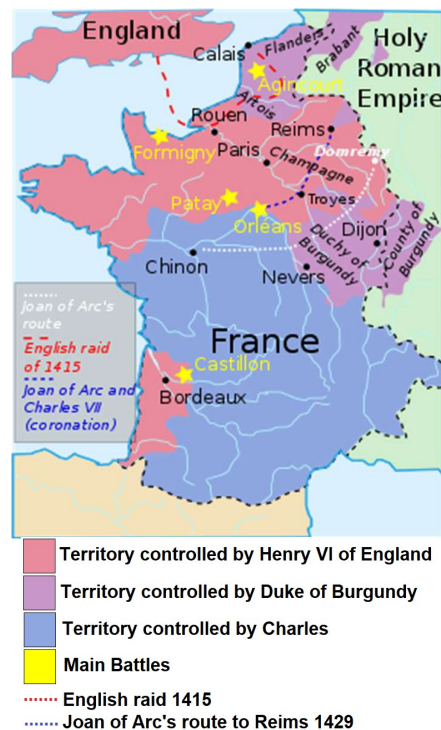 England
Calais
Flanders
Brabant
Holy
Roman
Empire
Agincourt
Artois
Rouen
Reims
Formigny
Paris
Domremy
Champagne
Patay
Troyes
Orléans
Dijon
Duchy of
Burgundy
County of
Burgundy
Chinon
Nevers
Joan of Arc's
route
English raid
of 1415
Joan of Arc and
Charles VII
(coronation)
France
Castillon
Bordeaux
Territory controlled by Henry VI of England
Territory controlled by Duke of Burgundy
Territory controlled by Charles
Main Battles
English raid 1415
Joan of Arc's route to Reims 1429